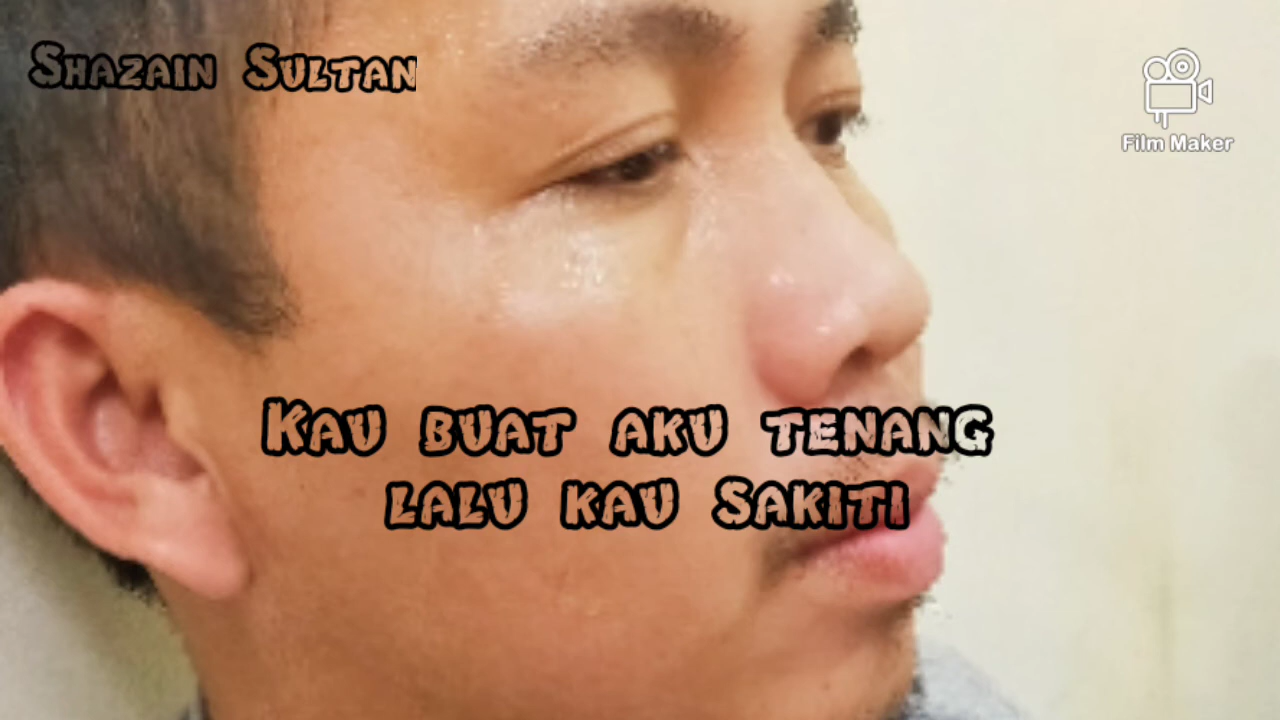 Shazain Sultan
Film Maker
Kau buat aku tenang
lalu kau sakiti